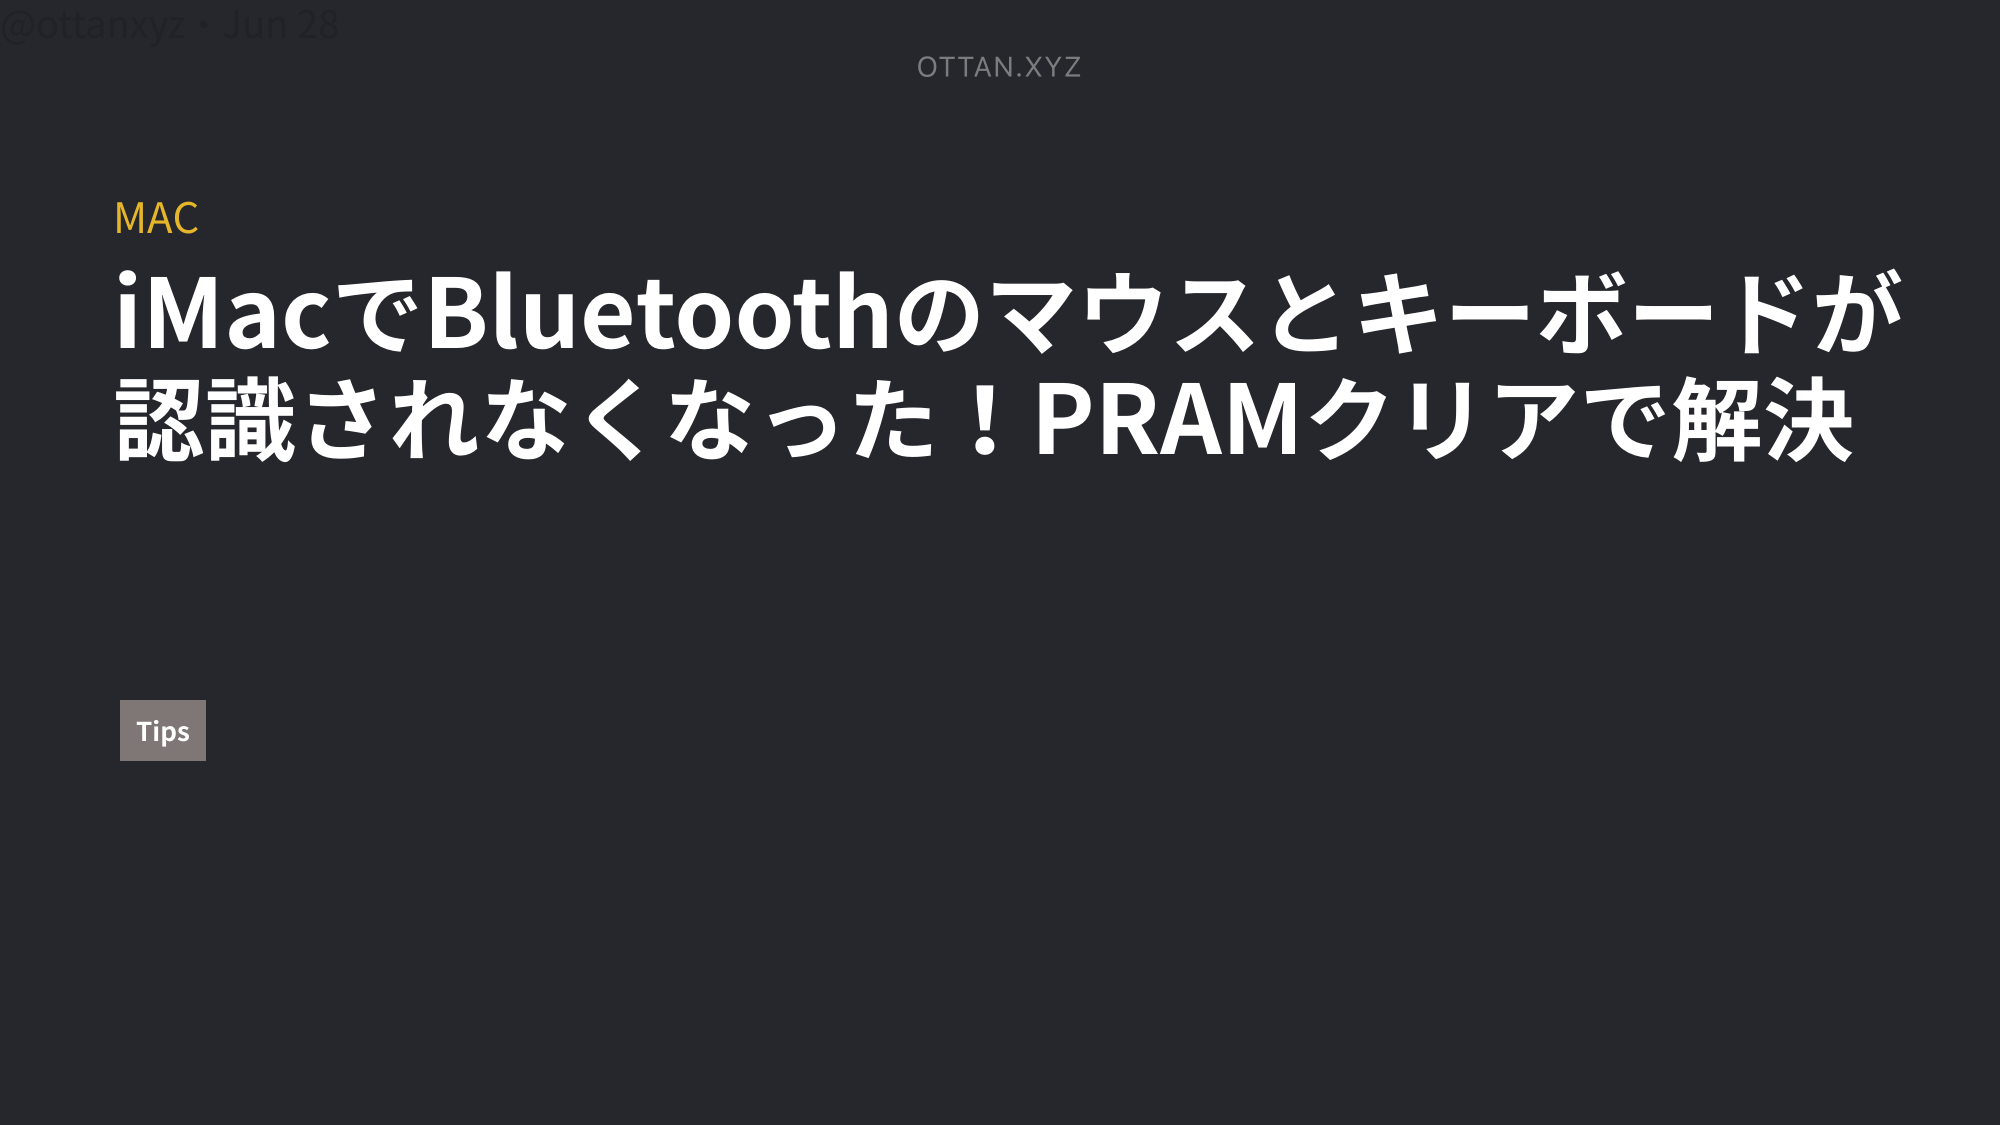 @ottanxyz・Jun 28
OTTAN.XYZ
MAC
iMacでBluetoothのマウスとキーボードが
認識されなくなった！PRAMクリアで解決
Tips